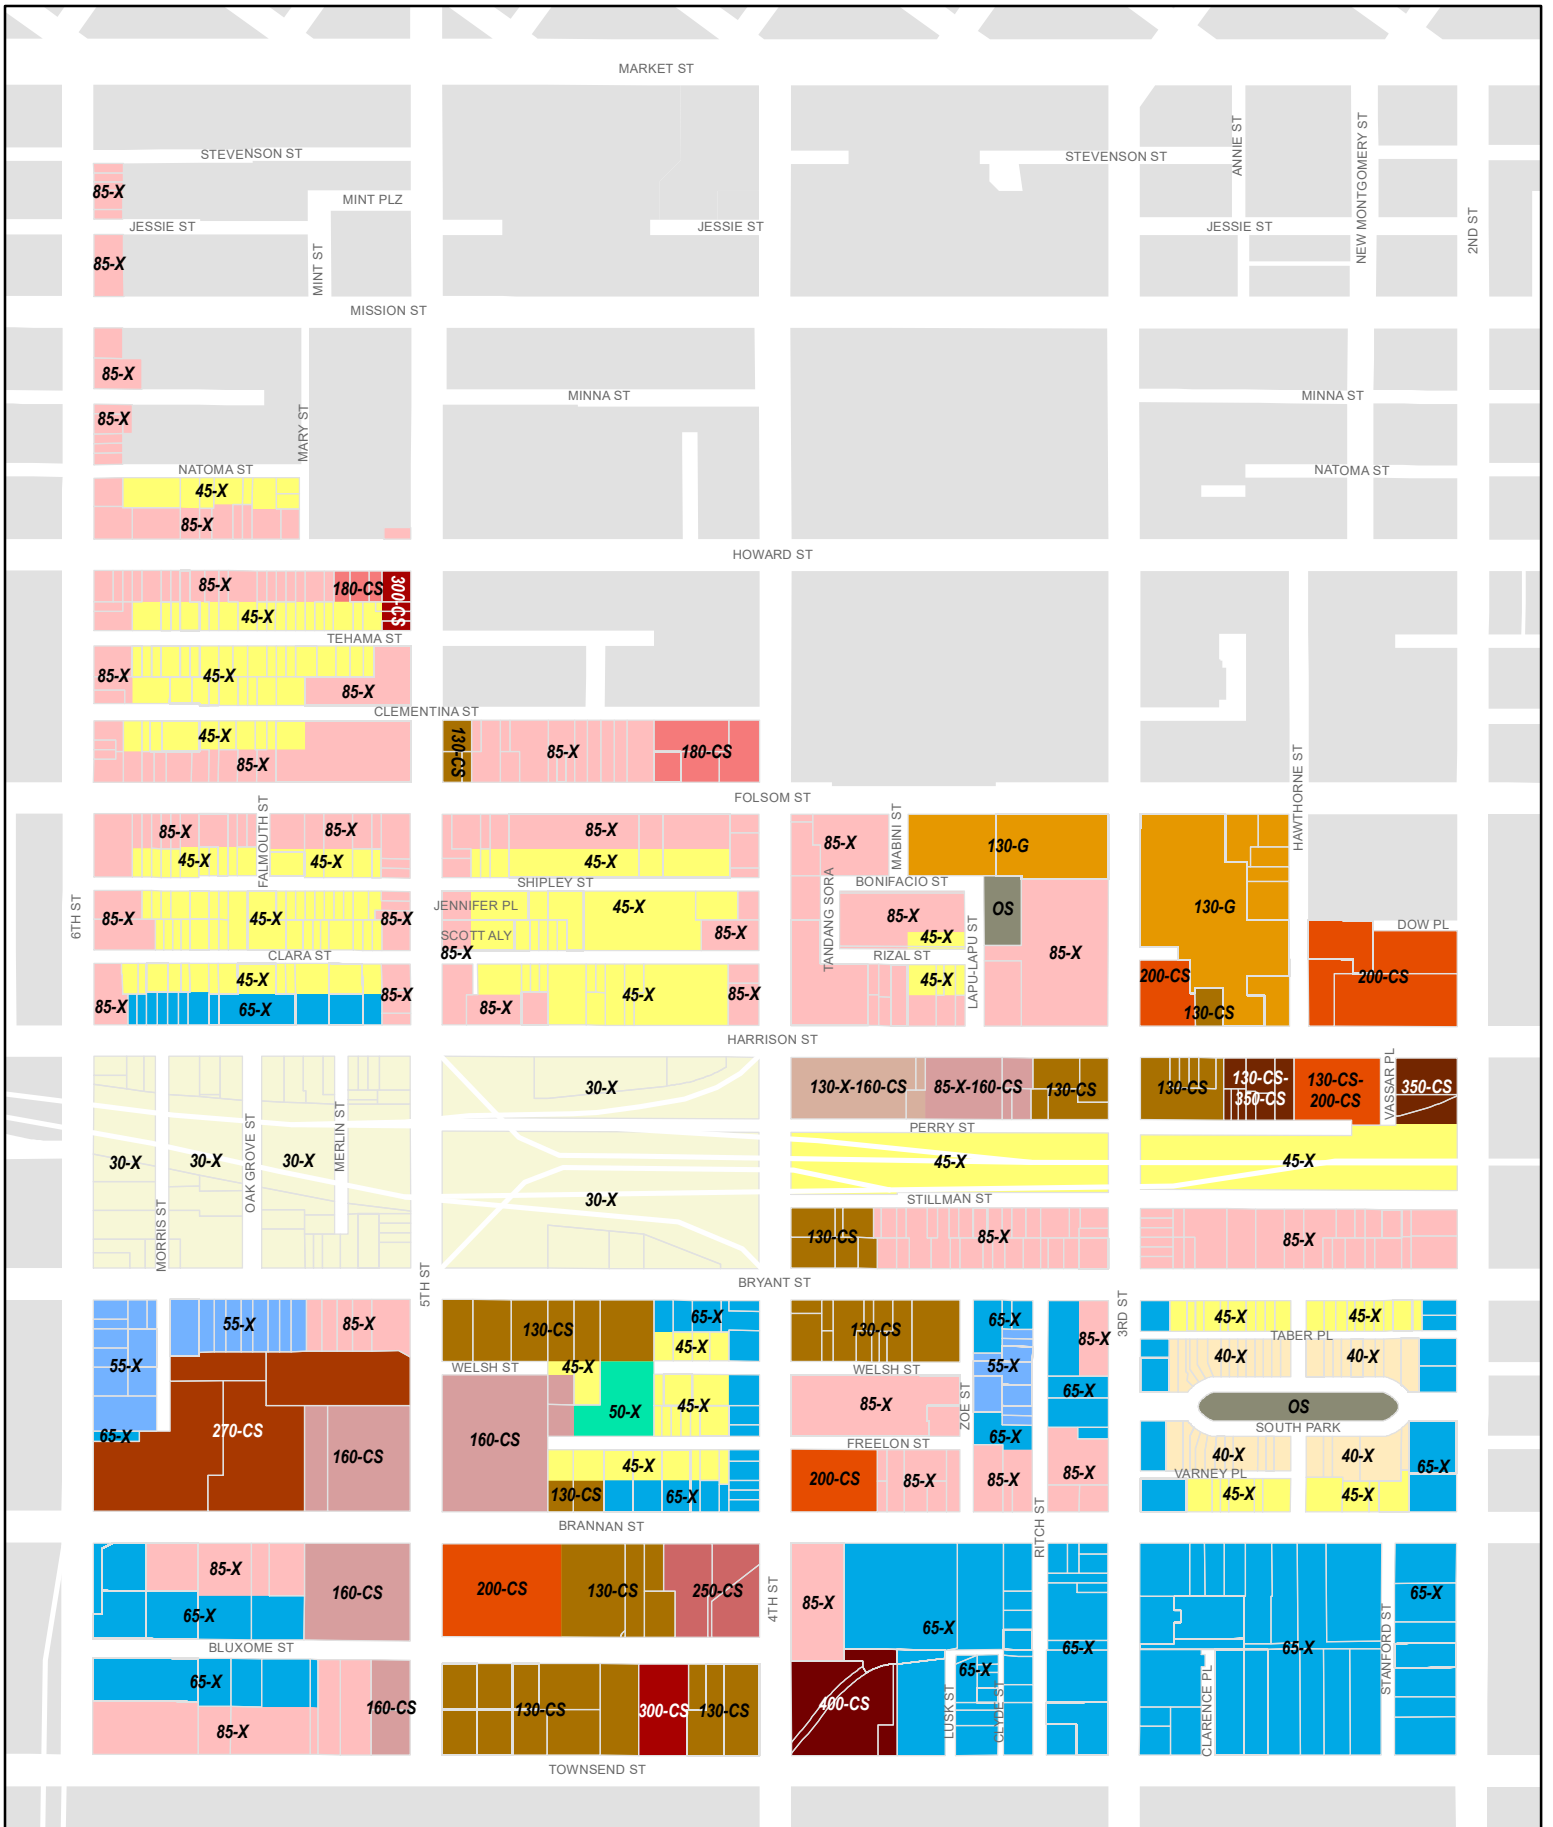 MARKET ST
STEVENSON ST
STEVENSON ST
ANNIE ST
NEW MONTGOMERY ST
85-X
MINT PLZ
JESSIE ST
JESSIE ST
JESSIE ST
2ND ST
85-X
MINT ST
MISSION ST
85-X
MINNA ST
MINNA ST
85-X
MARY ST
NATOMA ST
NATOMA ST
45-X
85-X
HOWARD ST
85-X
180-CS
300-CS
45-X
TEHAMA ST
85-X
45-X
85-X
CLEMENTINA ST
45-X
85-X
130-CS
85-X
180-CS
HAWTHORNE ST
FOLSOM ST
85-X
FALMOUTH ST
85-X
85-X
85-X
MABINI ST
130-G
45-X
45-X
45-X
SHIPLEY ST
BONIFACIO ST
6TH ST
85-X
45-X
85-X
JENNIFER PL
45-X
TANDANG SORA
85-X
OS
130-G
SCOTT ALY
85-X
45-X
LAPU-LAPU ST
85-X
DOW PL
CLARA ST
85-X
RIZAL ST
85-X
45-X
85-X
45-X
85-X
45-X
200-CS
200-CS
65-X
85-X
130-CS
HARRISON ST
30-X
130-X-160-CS
85-X-160-CS
130-CS
130-CS
130-CS-
350-CS
130-CS-
200-CS
VASSAR PL
350-CS
PERRY ST
30-X
30-X
30-X
MERLIN ST
OAK GROVE ST
MORRIS ST
30-X
45-X
45-X
STILLMAN ST
130-CS
85-X
85-X
5TH ST
BRYANT ST
3RD ST
55-X
85-X
130-CS
65-X
130-CS
65-X
45-X
45-X
TABER PL
55-X
WELSH ST
45-X
45-X
WELSH ST
55-X
85-X
40-X
40-X
65-X
270-CS
160-CS
160-CS
50-X
45-X
85-X
ZOE ST
65-X
OS
SOUTH PARK
FREELON ST
65-X
45-X
200-CS
85-X
85-X
85-X
40-X
40-X
65-X
VARNEY PL
130-CS
65-X
45-X
45-X
BRANNAN ST
RITCH ST
85-X
160-CS
200-CS
130-CS
250-CS
4TH ST
85-X
65-X
65-X
BLUXOME ST
65-X
65-X
65-X
STANFORD ST
65-X
65-X
CLARENCE PL
85-X
160-CS
130-CS
300-CS
130-CS
400-CS
LUSK ST
CLYDE ST
TOWNSEND ST